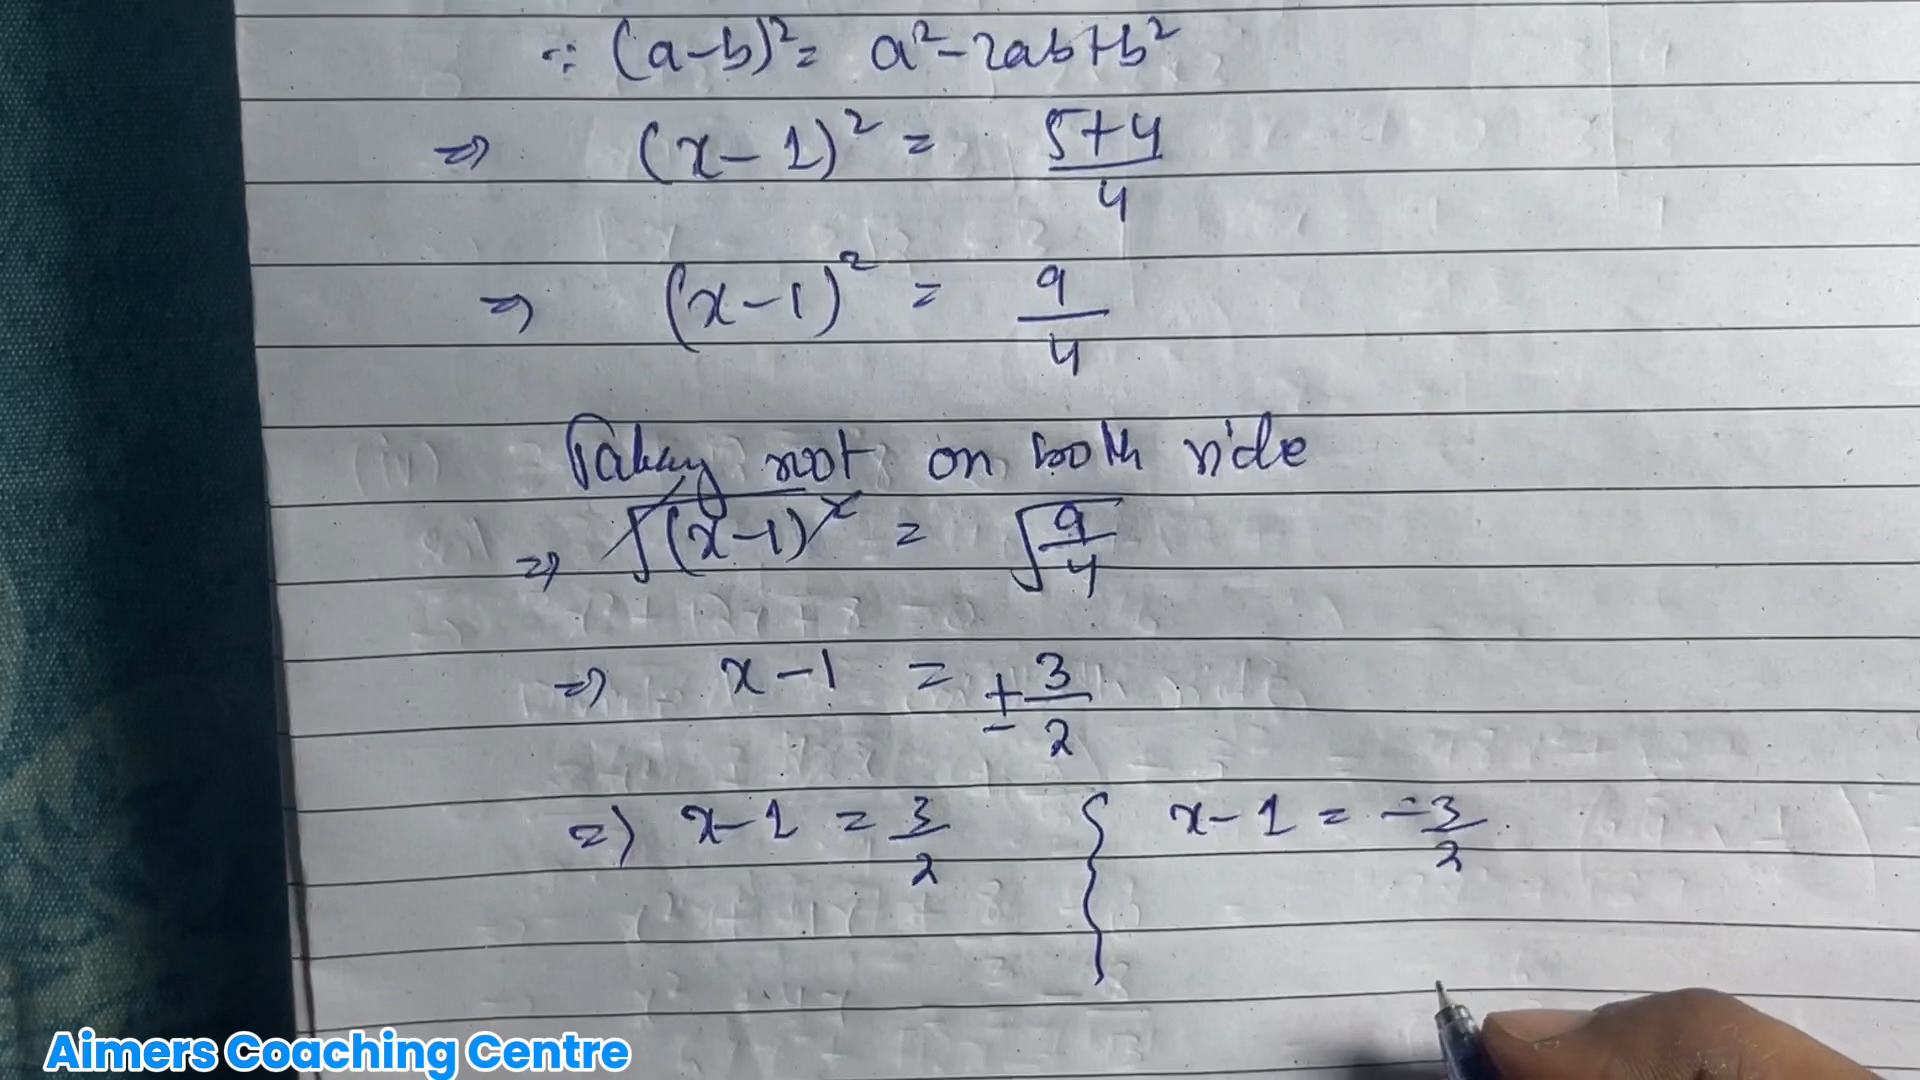 ∵ (a-b)² = a²-2ab+b²
⇒ (x-1)² = 5+4/4
⇒ (x-1)² = 9/4
Taking root on both side
⇒ √(x-1)² = √9/4
⇒ x-1 = ±3/2
⇒ x-1 = 3/2 { x-1 = -3/2
Aimers Coaching Centre